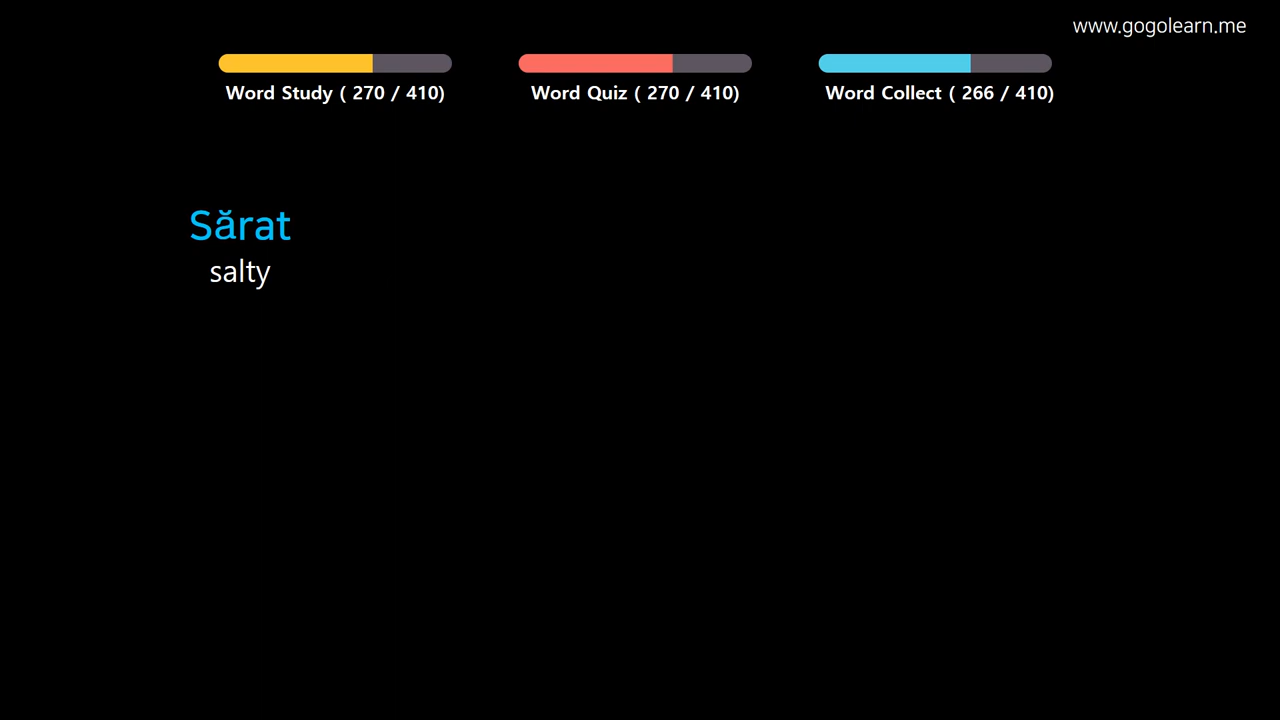 www.gogolearn.me
Word Study ( 270 / 410)
Word Quiz ( 270 / 410)
Word Collect ( 266 / 410)
Sărat
salty